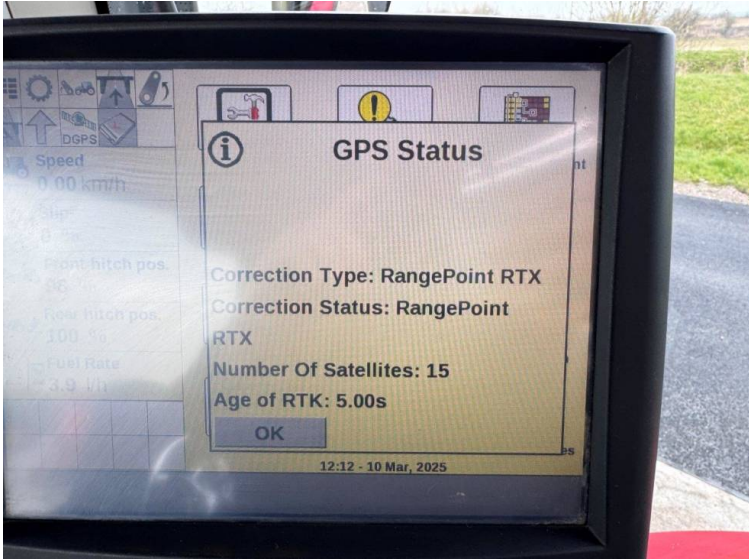 DGPS
GPS Status
Speed
0.00 km/h
Slip
Front hitch pos.
Rear hitch pos.
100 %
Fuel Rate
3.9 l/h
Correction Type: RangePoint RTX
Correction Status: RangePoint
RTX
Number Of Satellites: 15
Age of RTK: 5.00s
OK
12:12 - 10 Mar, 2025